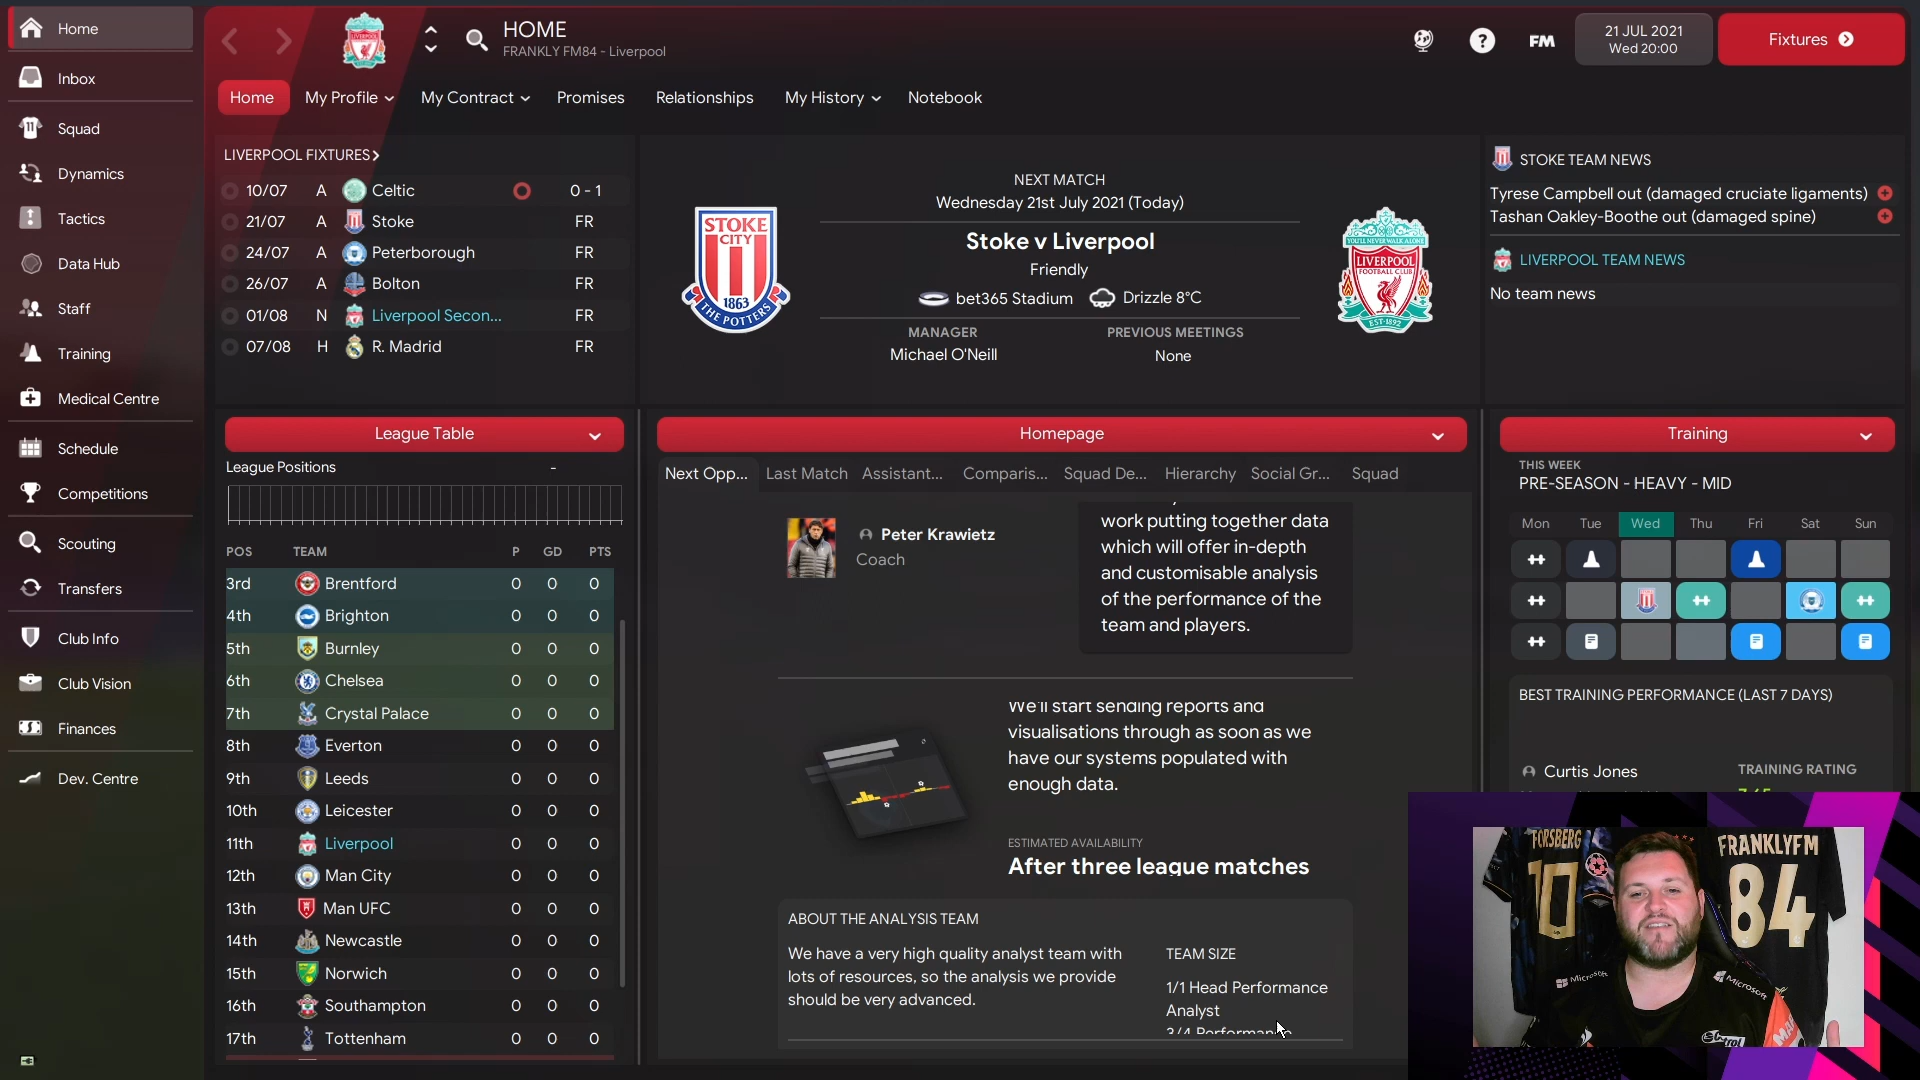 Home
Inbox
Squad
Dynamics
Tactics
Data Hub
Staff
Training
Medical Centre
Schedule
Competitions
Scouting
Transfers
Club Info
Club Vision
Finances
Dev. Centre
HOME
FRANKLY FM84 - Liverpool
FM
21 JUL 2021
Wed 20:00
Fixtures
Home My Profile My Contract Promises Relationships My History Notebook
LIVERPOOL FIXTURES
10/07 A Celtic 0 - 1
21/07 A Stoke FR
24/07 A Peterborough FR
26/07 A Bolton FR
01/08 N Liverpool Secon... FR
07/08 H R. Madrid FR
STOKE
CITY
1863
THE POTTERS
NEXT MATCH
Wednesday 21st July 2021 (Today)
Stoke v Liverpool
Friendly
bet365 Stadium Drizzle 8°C
MANAGER
Michael O'Neill
PREVIOUS MEETINGS
None
YOU'LL NEVER WALK ALONE
LIVERPOOL
FOOTBALL CLUB
EST·1892
STOKE TEAM NEWS
Tyrese Campbell out (damaged cruciate ligaments)
Tashan Oakley-Boothe out (damaged spine)
LIVERPOOL TEAM NEWS
No team news
League Table
League Positions -
POS TEAM P GD PTS
3rd Brentford 0 0 0
4th Brighton 0 0 0
5th Burnley 0 0 0
6th Chelsea 0 0 0
7th Crystal Palace 0 0 0
8th Everton 0 0 0
9th Leeds 0 0 0
10th Leicester 0 0 0
11th Liverpool 0 0 0
12th Man City 0 0 0
13th Man UFC 0 0 0
14th Newcastle 0 0 0
15th Norwich 0 0 0
16th Southampton 0 0 0
17th Tottenham 0 0 0
Homepage
Next Opp... Last Match Assistant... Comparis... Squad De... Hierarchy Social Gr... Squad
Peter Krawietz
Coach
work putting together data
which will offer in-depth
and customisable analysis
of the performance of the
team and players.
We'll start sending reports and
visualisations through as soon as we
have our systems populated with
enough data.
ESTIMATED AVAILABILITY
After three league matches
ABOUT THE ANALYSIS TEAM
We have a very high quality analyst team with
lots of resources, so the analysis we provide
should be very advanced.
TEAM SIZE
1/1 Head Performance
Analyst
3/4 Performance
Training
THIS WEEK
PRE-SEASON - HEAVY - MID
Mon Tue Wed Thu Fri Sat Sun
BEST TRAINING PERFORMANCE (LAST 7 DAYS)
Curtis Jones
TRAINING RATING
FORSBERG
10
FRANKLYFM
84
Microsoft
Microsoft